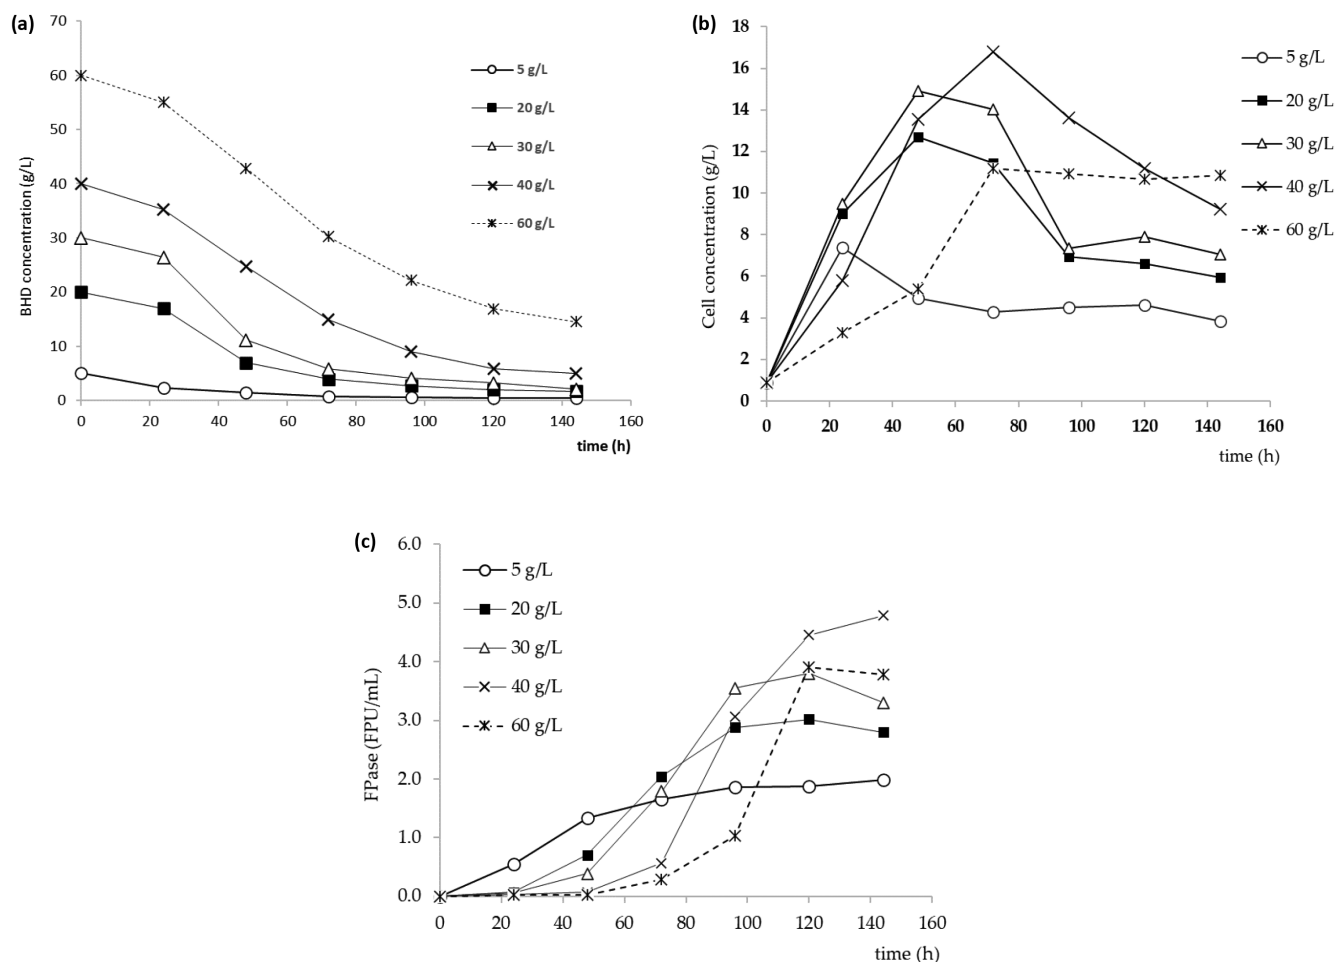 (a)
70
60
50
40
30
20
10
0
BHD concentration (g/L)
0 20 40 60 80 100 120 140 160
time (h)
5 g/L
20 g/L
30 g/L
40 g/L
60 g/L
(b)
18
16
14
12
10
8
6
4
2
0
Cell concentration (g/L)
0 20 40 60 80 100 120 140 160
time (h)
5 g/L
20 g/L
30 g/L
40 g/L
60 g/L
(c)
6.0
5.0
4.0
3.0
2.0
1.0
0.0
FPase (FPU/mL)
0 20 40 60 80 100 120 140 160
time (h)
5 g/L
20 g/L
30 g/L
40 g/L
60 g/L